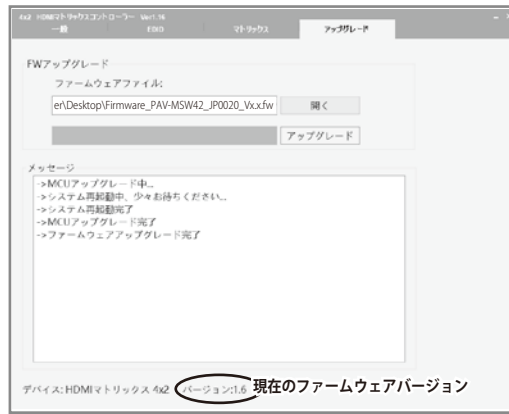 4x2 HDMIマトリックスコントローラー Ver1.16
一般 EDID マトリックス アップグレード
FWアップグレード
ファームウェアファイル:
er\Desktop\Firmware_PAV-MSW42_JP0020_Vx.x.fw 開く
アップグレード
メッセージ
->MCUアップグレード中...
->システム再起動中、少々お待ちください...
->システム再起動完了
->MCUアップグレード完了
->ファームウェアアップグレード完了
デバイス:HDMIマトリックス 4x2 バージョン:1.6 現在のファームウェアバージョン